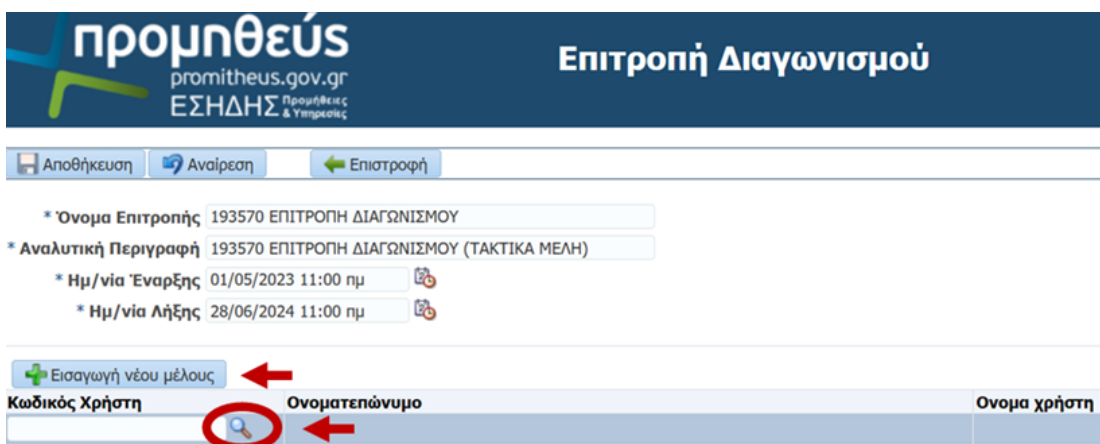 προμηθεύs
promitheus.gov.gr
ΕΣΗΔΗΣ Προμήθειες & Υπηρεσίες
Επιτροπή Διαγωνισμού
Αποθήκευση Αναίρεση Επιστροφή
* Όνομα Επιτροπής 193570 ΕΠΙΤΡΟΠΗ ΔΙΑΓΩΝΙΣΜΟΥ
* Αναλυτική Περιγραφή 193570 ΕΠΙΤΡΟΠΗ ΔΙΑΓΩΝΙΣΜΟΥ (ΤΑΚΤΙΚΑ ΜΕΛΗ)
* Ημ/νία Έναρξης 01/05/2023 11:00 πμ
* Ημ/νία Λήξης 28/06/2024 11:00 πμ
Εισαγωγή νέου μέλους
Κωδικός Χρήστη Ονοματεπώνυμο Ονομα χρήστη